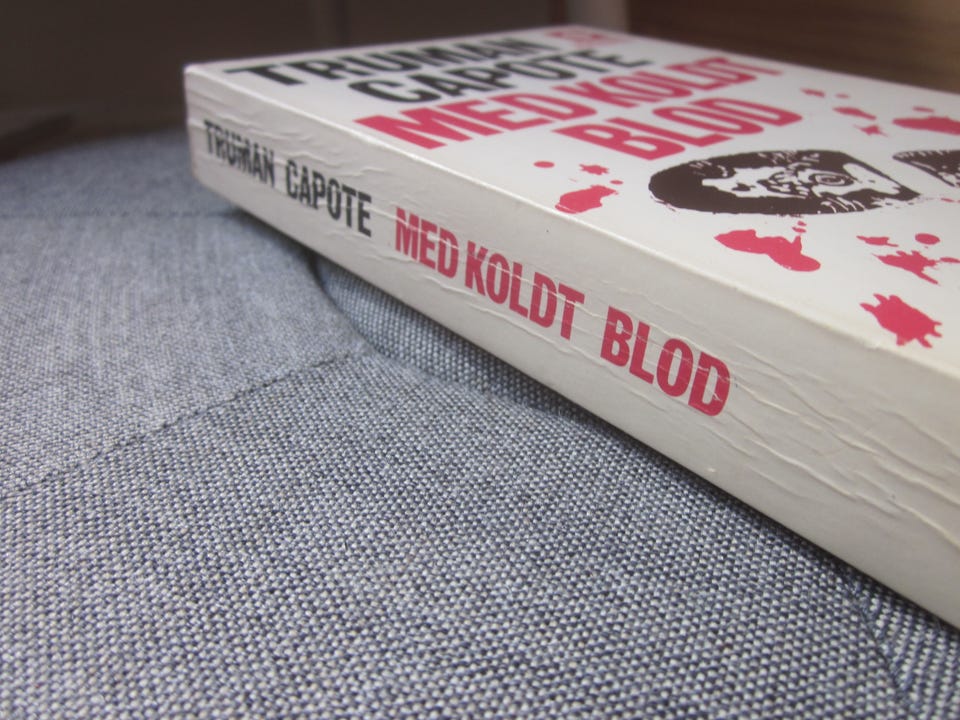 TRUMAN
CAPOTE
MED KOLDT
BLOD
TRUMAN CAPOTE MED KOLDT BLOD